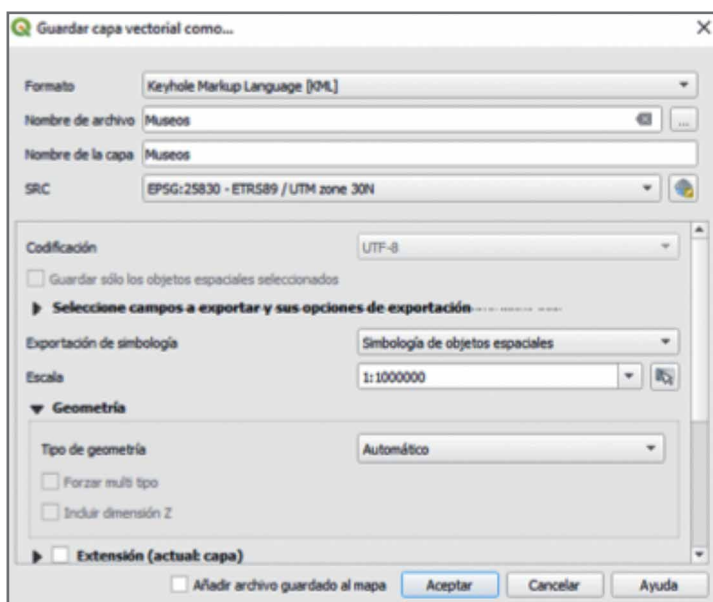 Guardar capa vectorial como...
Formato Keyhole Markup Language [KML]
Nombre de archivo Museos ...
Nombre de la capa Museos
SRC EPSG:25830 - ETRS89 / UTM zone 30N
Codificación UTF-8
Guardar sólo los objetos espaciales seleccionados
Seleccione campos a exportar y sus opciones de exportación
Exportación de simbología Simbología de objetos espaciales
Escala 1:1000000
Geometría
Tipo de geometría Automático
Forzar multi tipo
Incluir dimensión Z
Extensión (actual: capa)
Añadir archivo guardado al mapa Aceptar Cancelar Ayuda